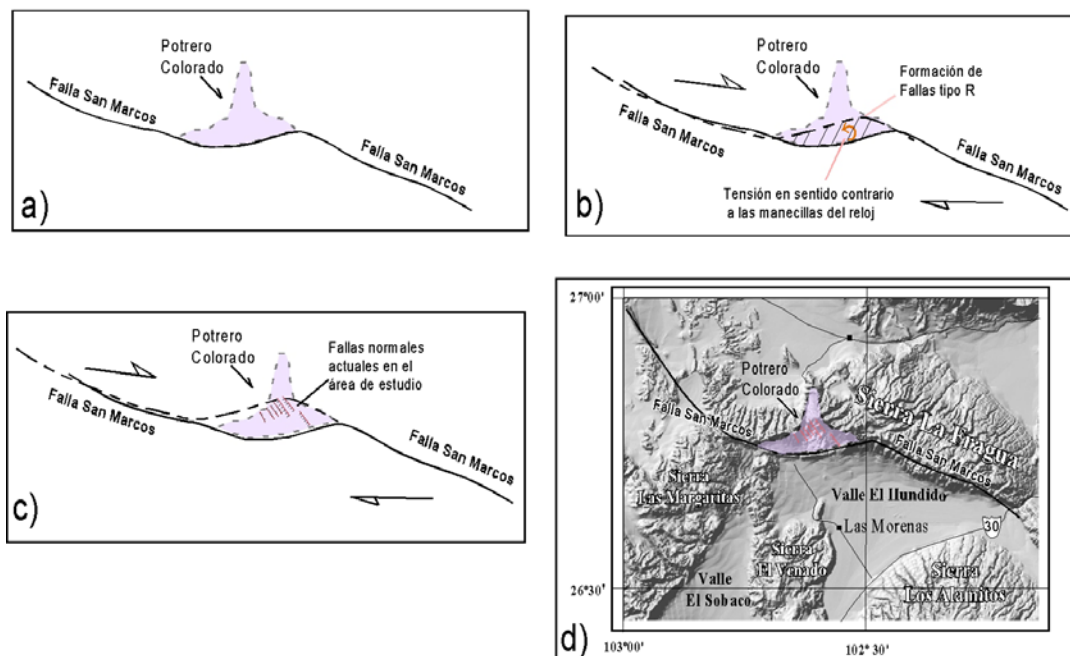 Potrero
Colorado
Falla San Marcos
Falla San Marcos
a)
Potrero
Colorado
Formación de
Fallas tipo R
Falla San Marcos
Falla San Marcos
Tensión en sentido contrario
a las manecillas del reloj
b)
Potrero
Colorado
Fallas normales
actuales en el
área de estudio
Falla San Marcos
Falla San Marcos
c)
27°00'
Potrero
Colorado
Sierra La Fragua
Falla San Marcos
Falla San Marcos
Sierra
Las Margaritas
Valle El Hundido
Las Morenas
30
Sierra
El Venado
Valle
El Sobaco
Sierra
Los Alamitos
26°30'
d)
103°00'
102°30'